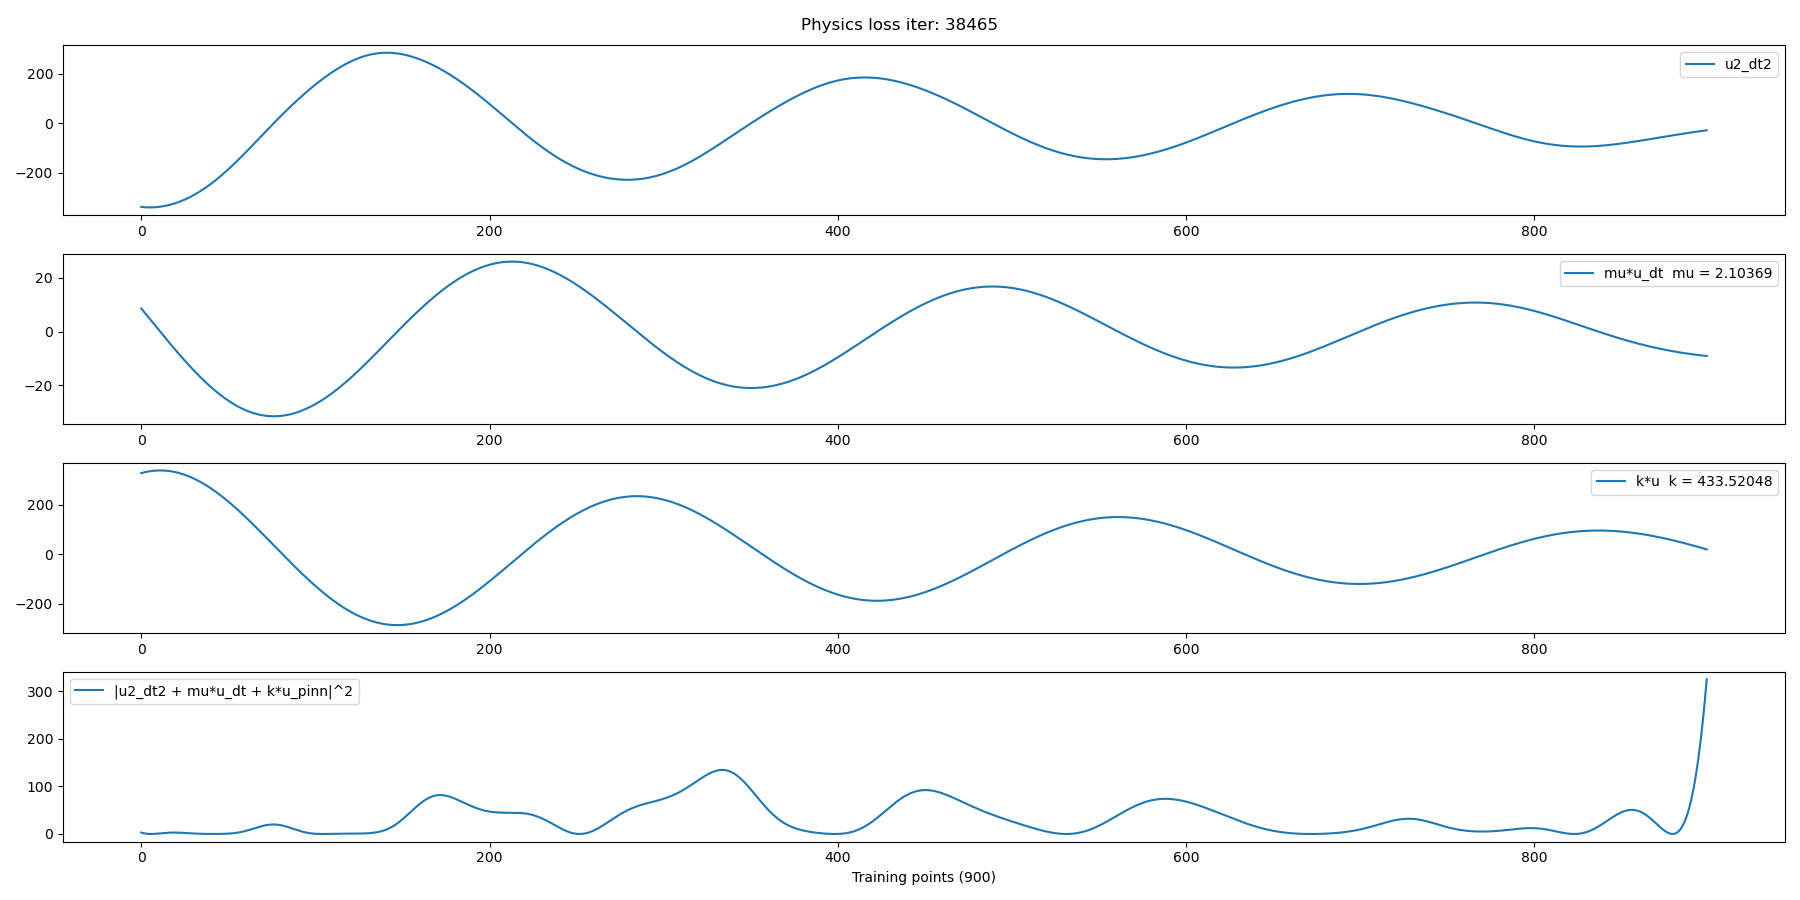 Physics loss iter: 38465
200
0
−200
u2_dt2
0 200 400 600 800
20
0
−20
mu*u_dt  mu = 2.10369
0 200 400 600 800
200
0
−200
k*u  k = 433.52048
0 200 400 600 800
300
200
100
0
|u2_dt2 + mu*u_dt + k*u_pinn|^2
0 200 400 600 800
Training points (900)